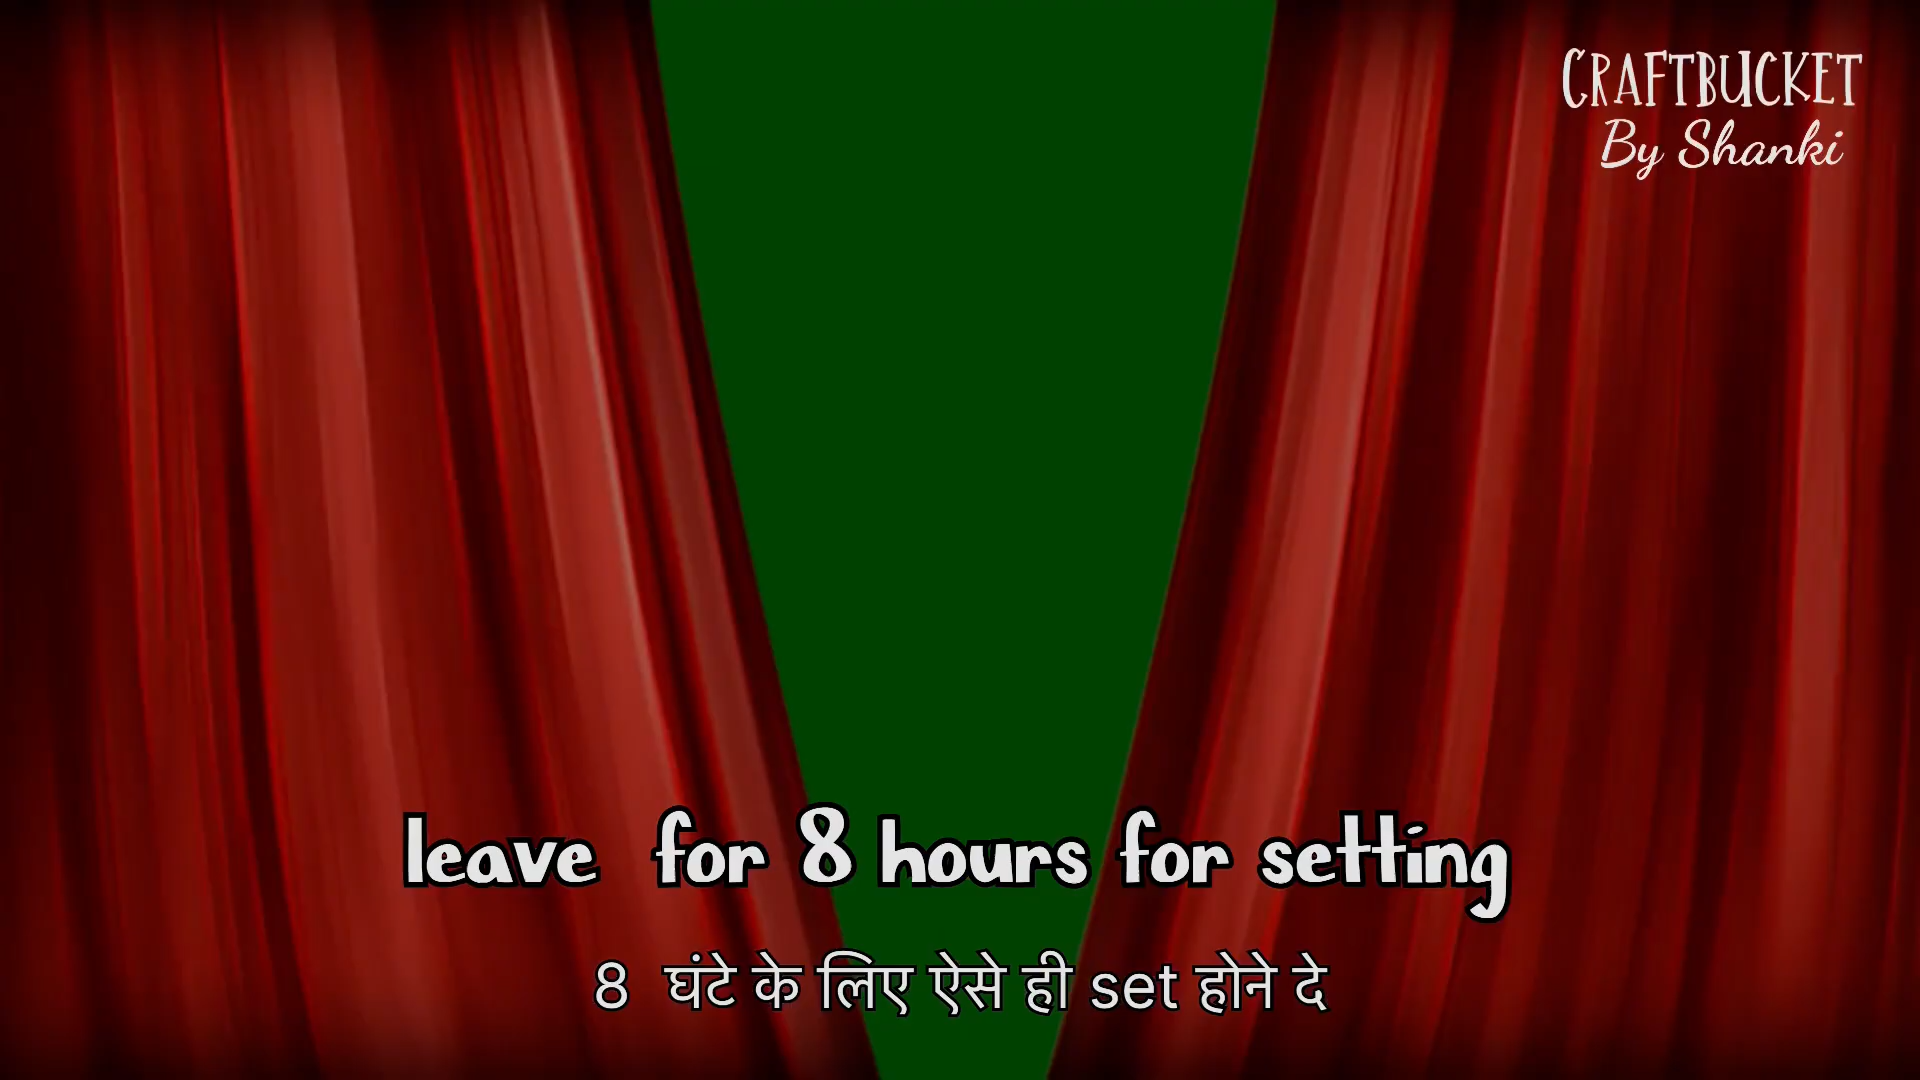 CRAFTBUCKET
By Shanki
leave for 8 hours for setting
8 घंटे के लिए ऐसे ही set होने दे